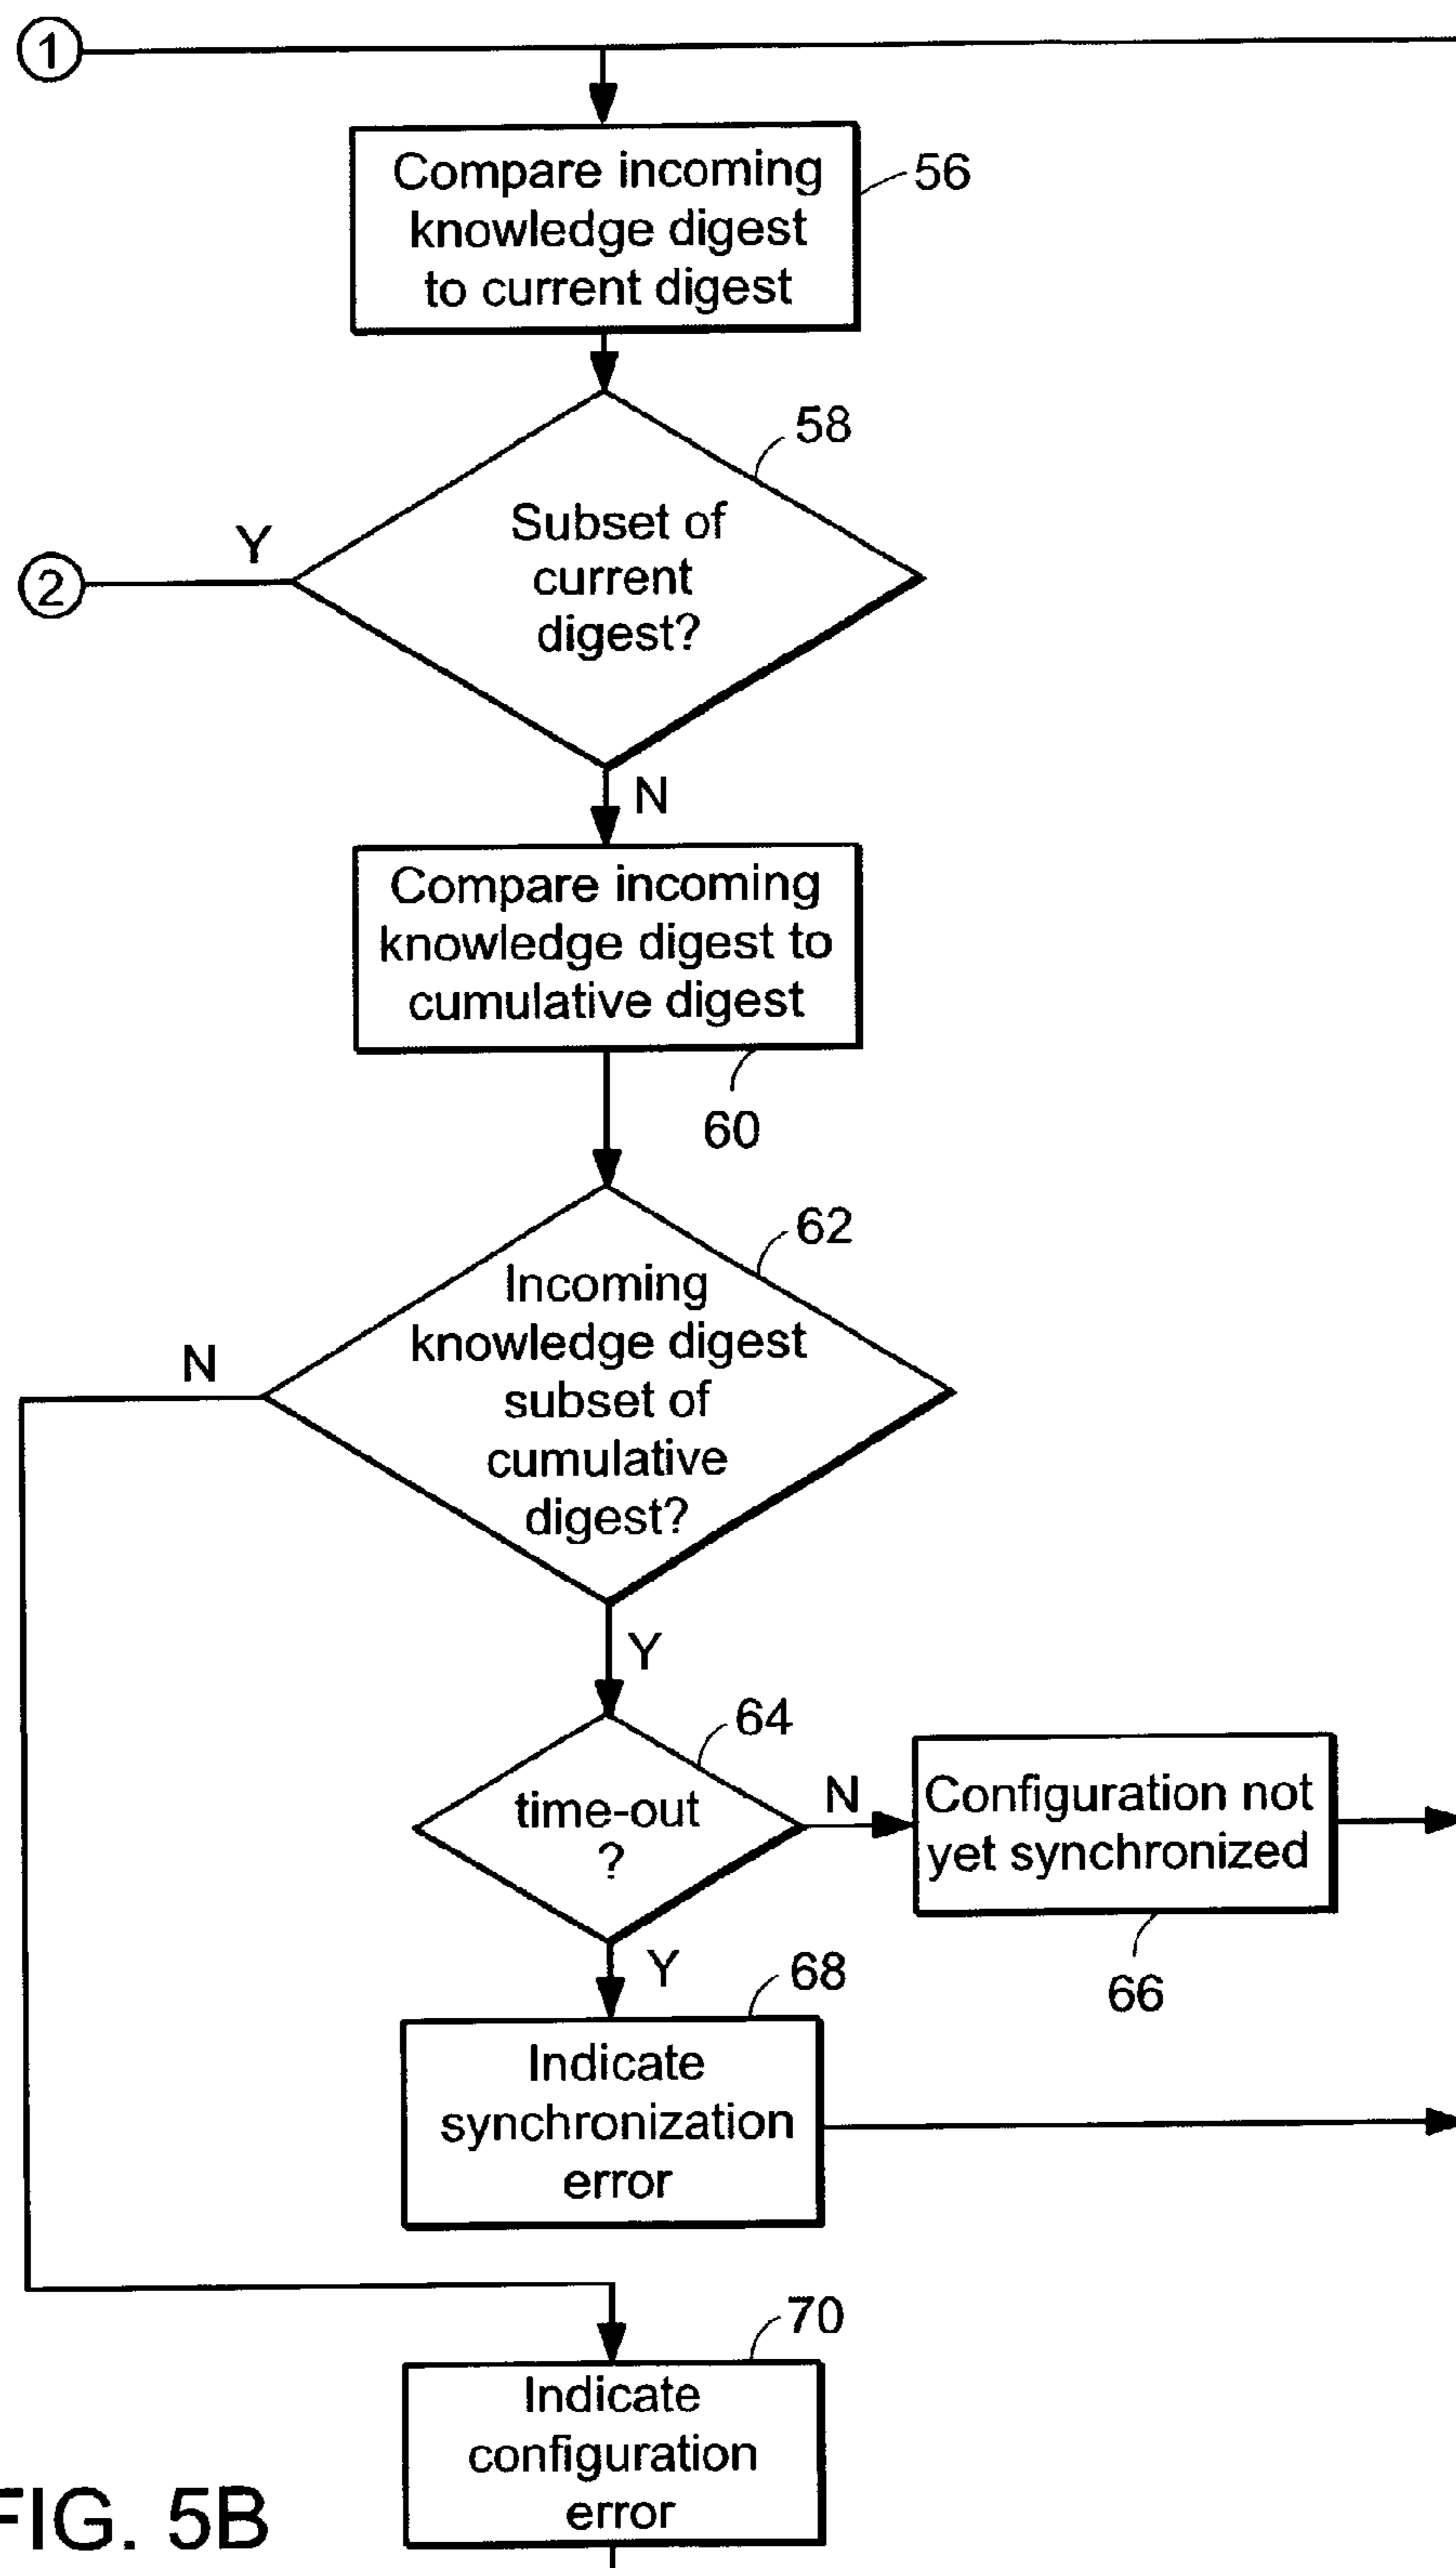 1
Compare incoming
knowledge digest
to current digest
56
58
Subset of
current
digest?
Y
2
N
Compare incoming
knowledge digest to
cumulative digest
60
62
Incoming
knowledge digest
subset of
cumulative
digest?
N
Y
64
time-out
?
N
Configuration not
yet synchronized
66
Y
68
Indicate
synchronization
error
70
Indicate
configuration
error
FIG. 5B